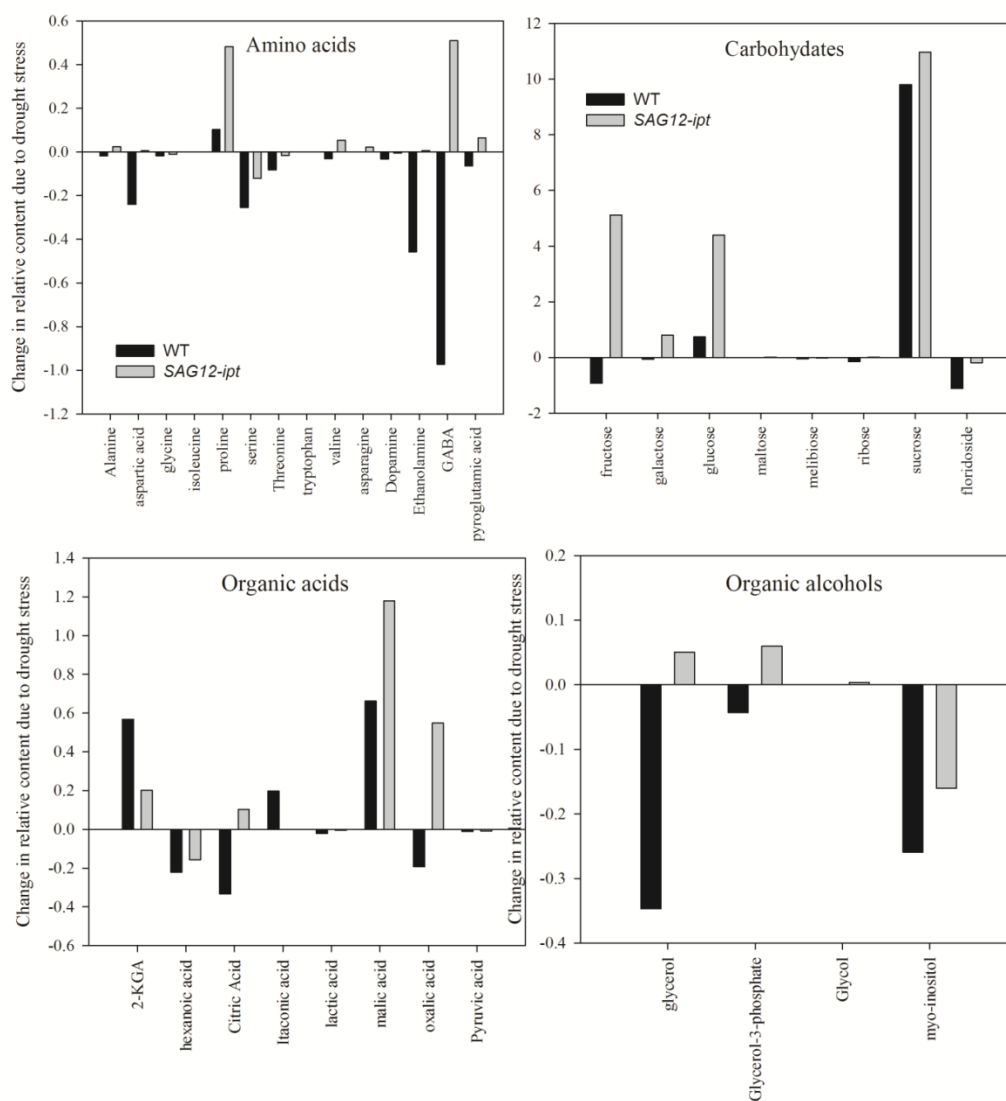 Amino acids
Change in relative content due to drought stress
0.6
0.4
0.2
0.0
-0.2
-0.4
-0.6
-0.8
-1.0
-1.2
WT
SAG12-ipt
Alanine
aspartic acid
glycine
isoleucine
proline
serine
Threonine
tryptophan
valine
asparagine
Dopamine
Ethanolamine
GABA
pyroglutamic acid
Carbohydates
12
10
8
6
4
2
0
-2
WT
SAG12-ipt
fructose
galactose
glucose
maltose
melibiose
ribose
sucrose
floridoside
Organic acids
Change in relative content due to drought stress
1.4
1.2
1.0
0.8
0.6
0.4
0.2
0.0
-0.2
-0.4
-0.6
2-KGA
hexanoic acid
Citric Acid
Itaconic acid
lactic acid
malic acid
oxalic acid
Pyruvic acid
Organic alcohols
Change in relative content due to drought stress
0.2
0.1
0.0
-0.1
-0.2
-0.3
-0.4
glycerol
Glycerol-3-phosphate
Glycol
myo-inositol